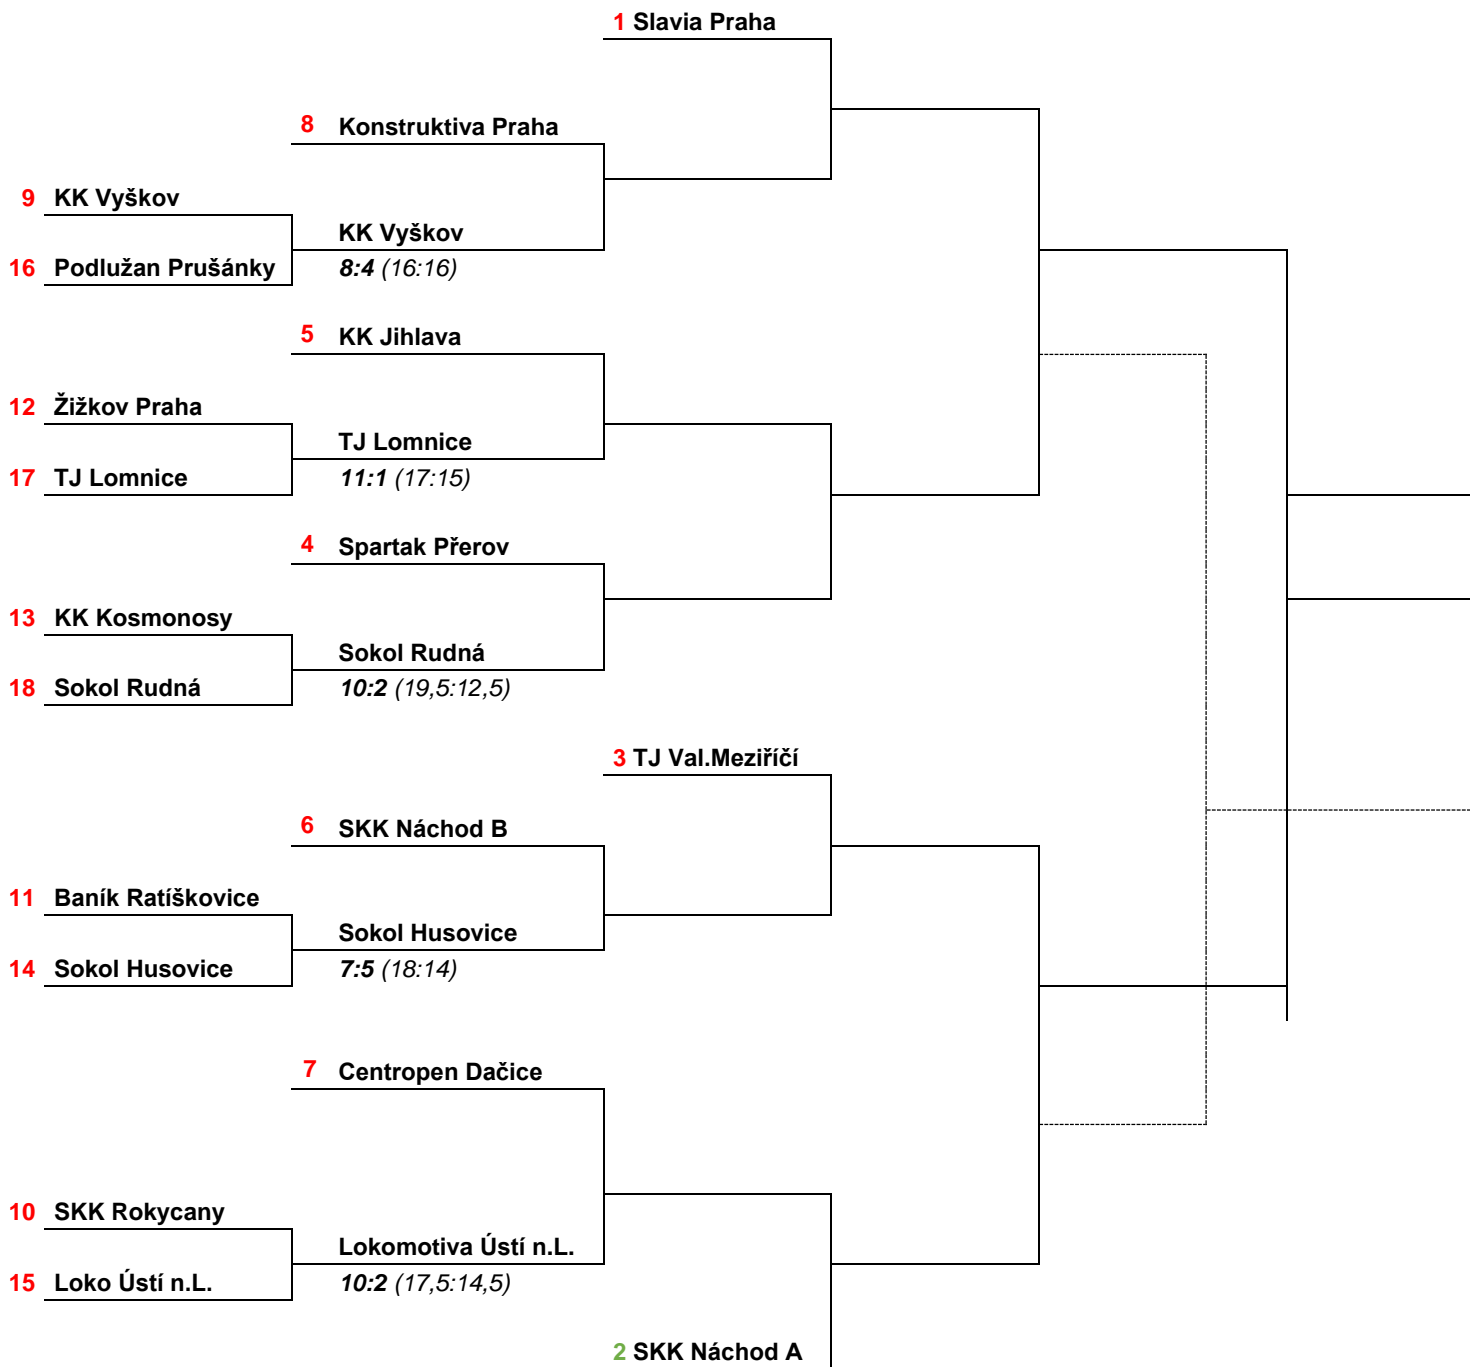 1 Slavia Praha
8 Konstruktiva Praha
9 KK Vyškov
KK Vyškov
16 Podlužan Prušánky
8:4 (16:16)
5 KK Jihlava
12 Žižkov Praha
TJ Lomnice
17 TJ Lomnice
11:1 (17:15)
4 Spartak Přerov
13 KK Kosmonosy
Sokol Rudná
18 Sokol Rudná
10:2 (19,5:12,5)
3 TJ Val.Meziříčí
6 SKK Náchod B
11 Baník Ratíškovice
Sokol Husovice
14 Sokol Husovice
7:5 (18:14)
7 Centropen Dačice
10 SKK Rokycany
Lokomotiva Ústí n.L.
15 Loko Ústí n.L.
10:2 (17,5:14,5)
2 SKK Náchod A